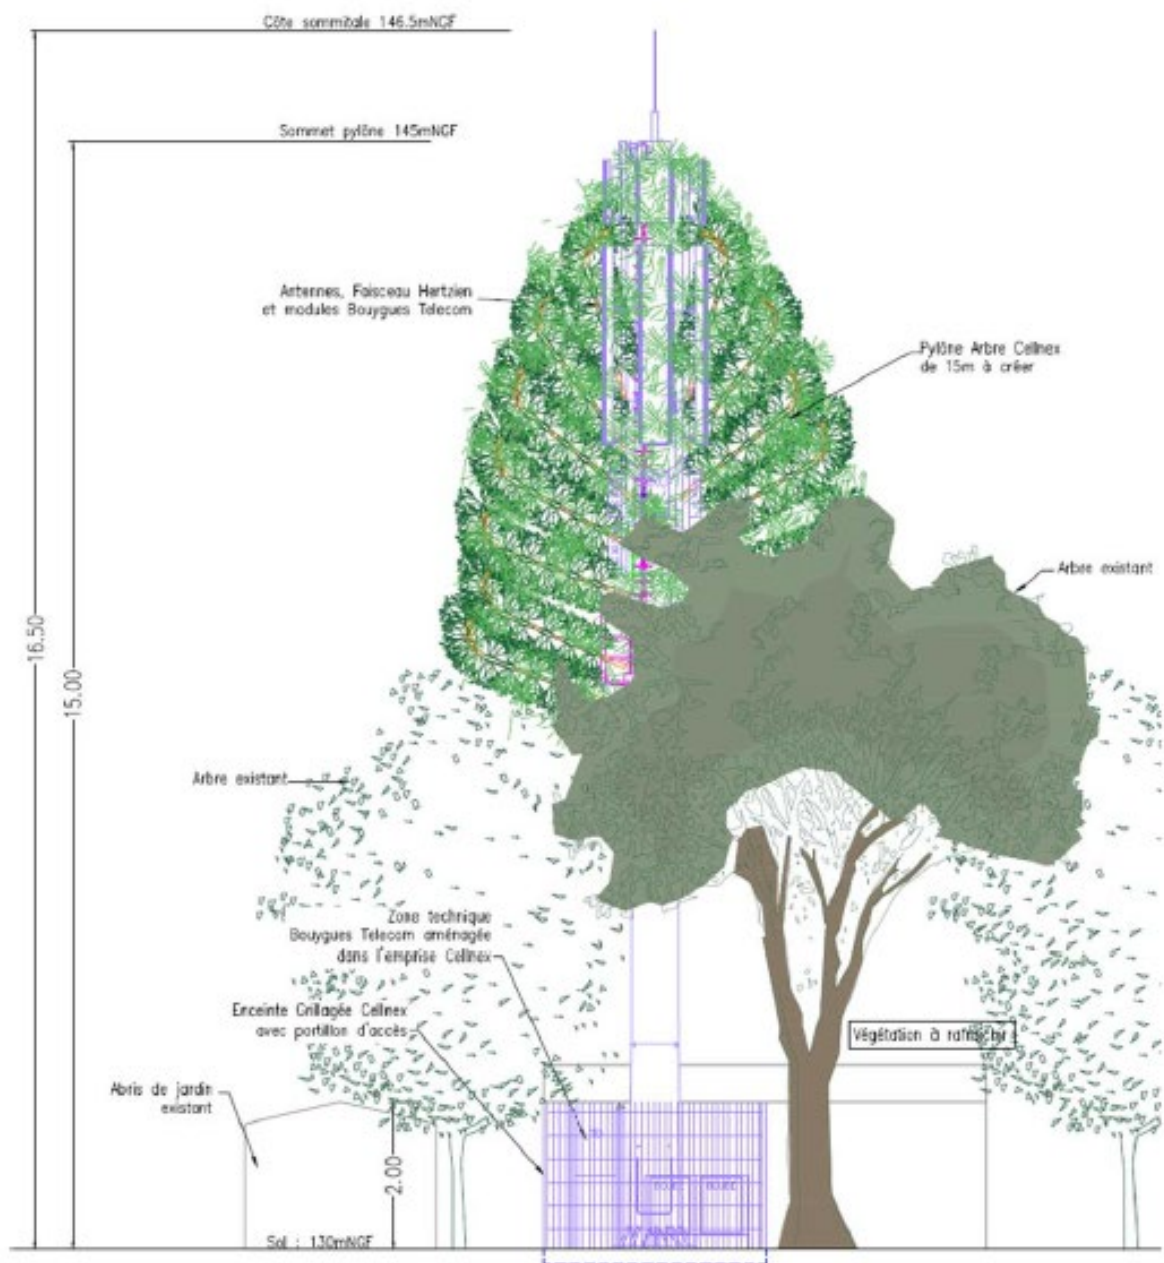 Côte sommitale 146.5mNGF
Sommet pylône 145mNGF
Antennes, Faisceau Hertzien
et modules Bouygues Telecom
Pylône Arbre Cellnex
de 15m à créer
Arbre existant
16.50
15.00
Arbre existant
Zone technique
Bouygues Telecom aménagée
dans l'emprise Cellnex
Enceinte Grillagée Cellnex
avec portillon d'accès
Végétation à rafraichir
Abris de jardin
existant
2.00
Sol : 130mNGF